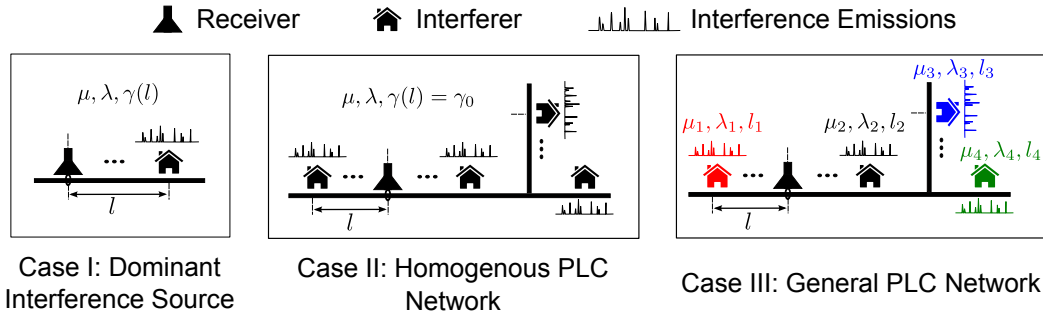 Receiver Interferer Interference Emissions
μ, λ, γ(l)
l
μ, λ, γ(l) = γ₀
l
μ₁, λ₁, l₁
μ₂, λ₂, l₂
μ₃, λ₃, l₃
μ₄, λ₄, l₄
l
Case I: Dominant
Interference Source
Case II: Homogenous PLC
Network
Case III: General PLC Network